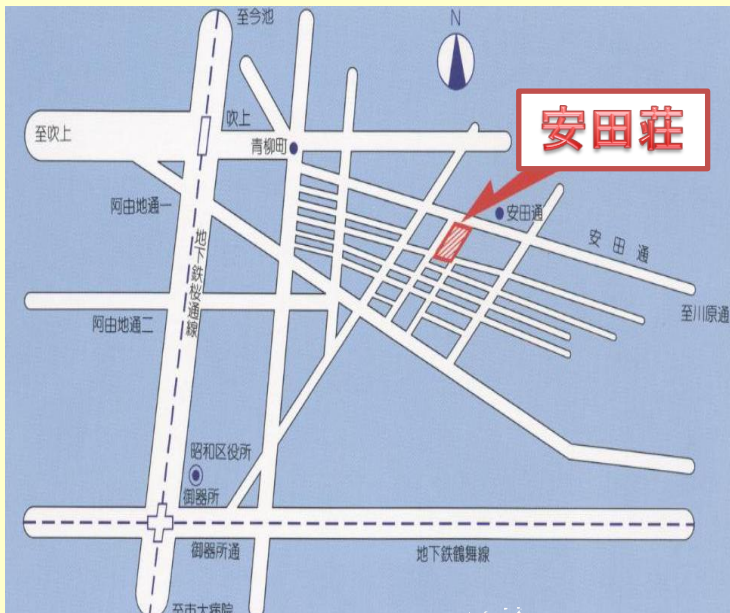 至今池
N
安田荘
至吹上
吹上
青柳町
阿由地通一
安田通
安田通
地下鉄桜通線
至川原通
阿由地通二
昭和区役所
御器所
御器所通
地下鉄鶴舞線
至市大病院